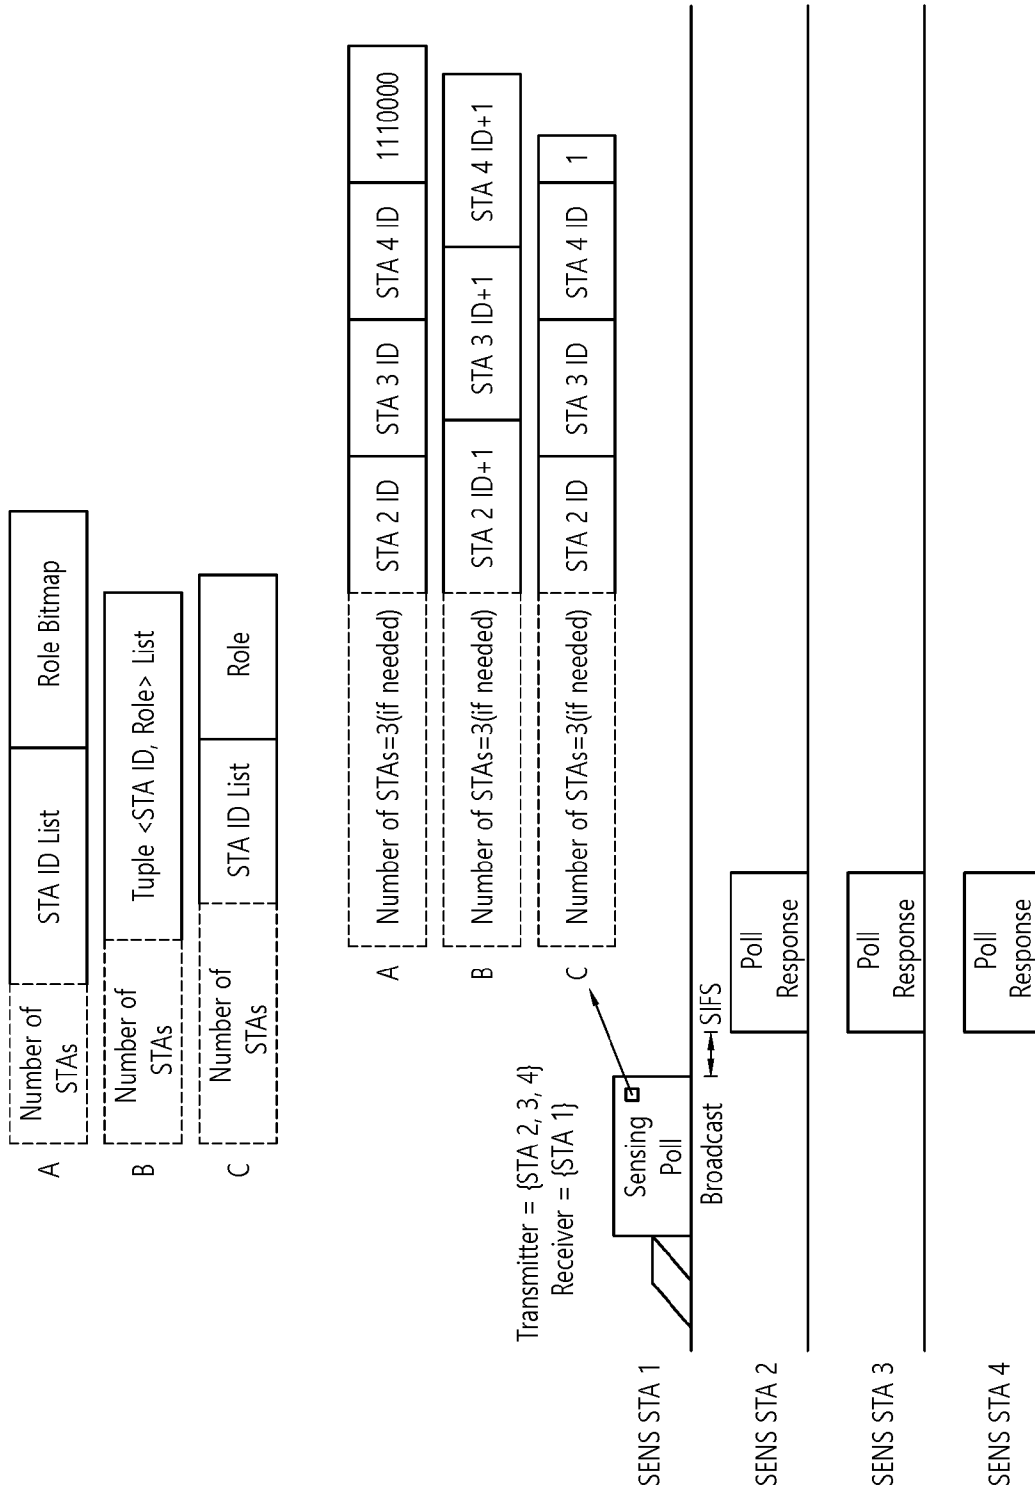 A
Number of
STAs
STA ID List
Role Bitmap
B
Number of
STAs
Tuple <STA ID, Role> List
C
Number of
STAs
STA ID List
Role
A
Number of STAs=3(if needed)
STA 2 ID
STA 3 ID
STA 4 ID
1110000
B
Number of STAs=3(if needed)
STA 2 ID+1
STA 3 ID+1
STA 4 ID+1
C
Number of STAs=3(if needed)
STA 2 ID
STA 3 ID
STA 4 ID
1
Transmitter = {STA 2, 3, 4}
Receiver = {STA 1}
SENS STA 1
Sensing
Poll
Broadcast
SIFS
SENS STA 2
Poll
Response
SENS STA 3
Poll
Response
SENS STA 4
Poll
Response